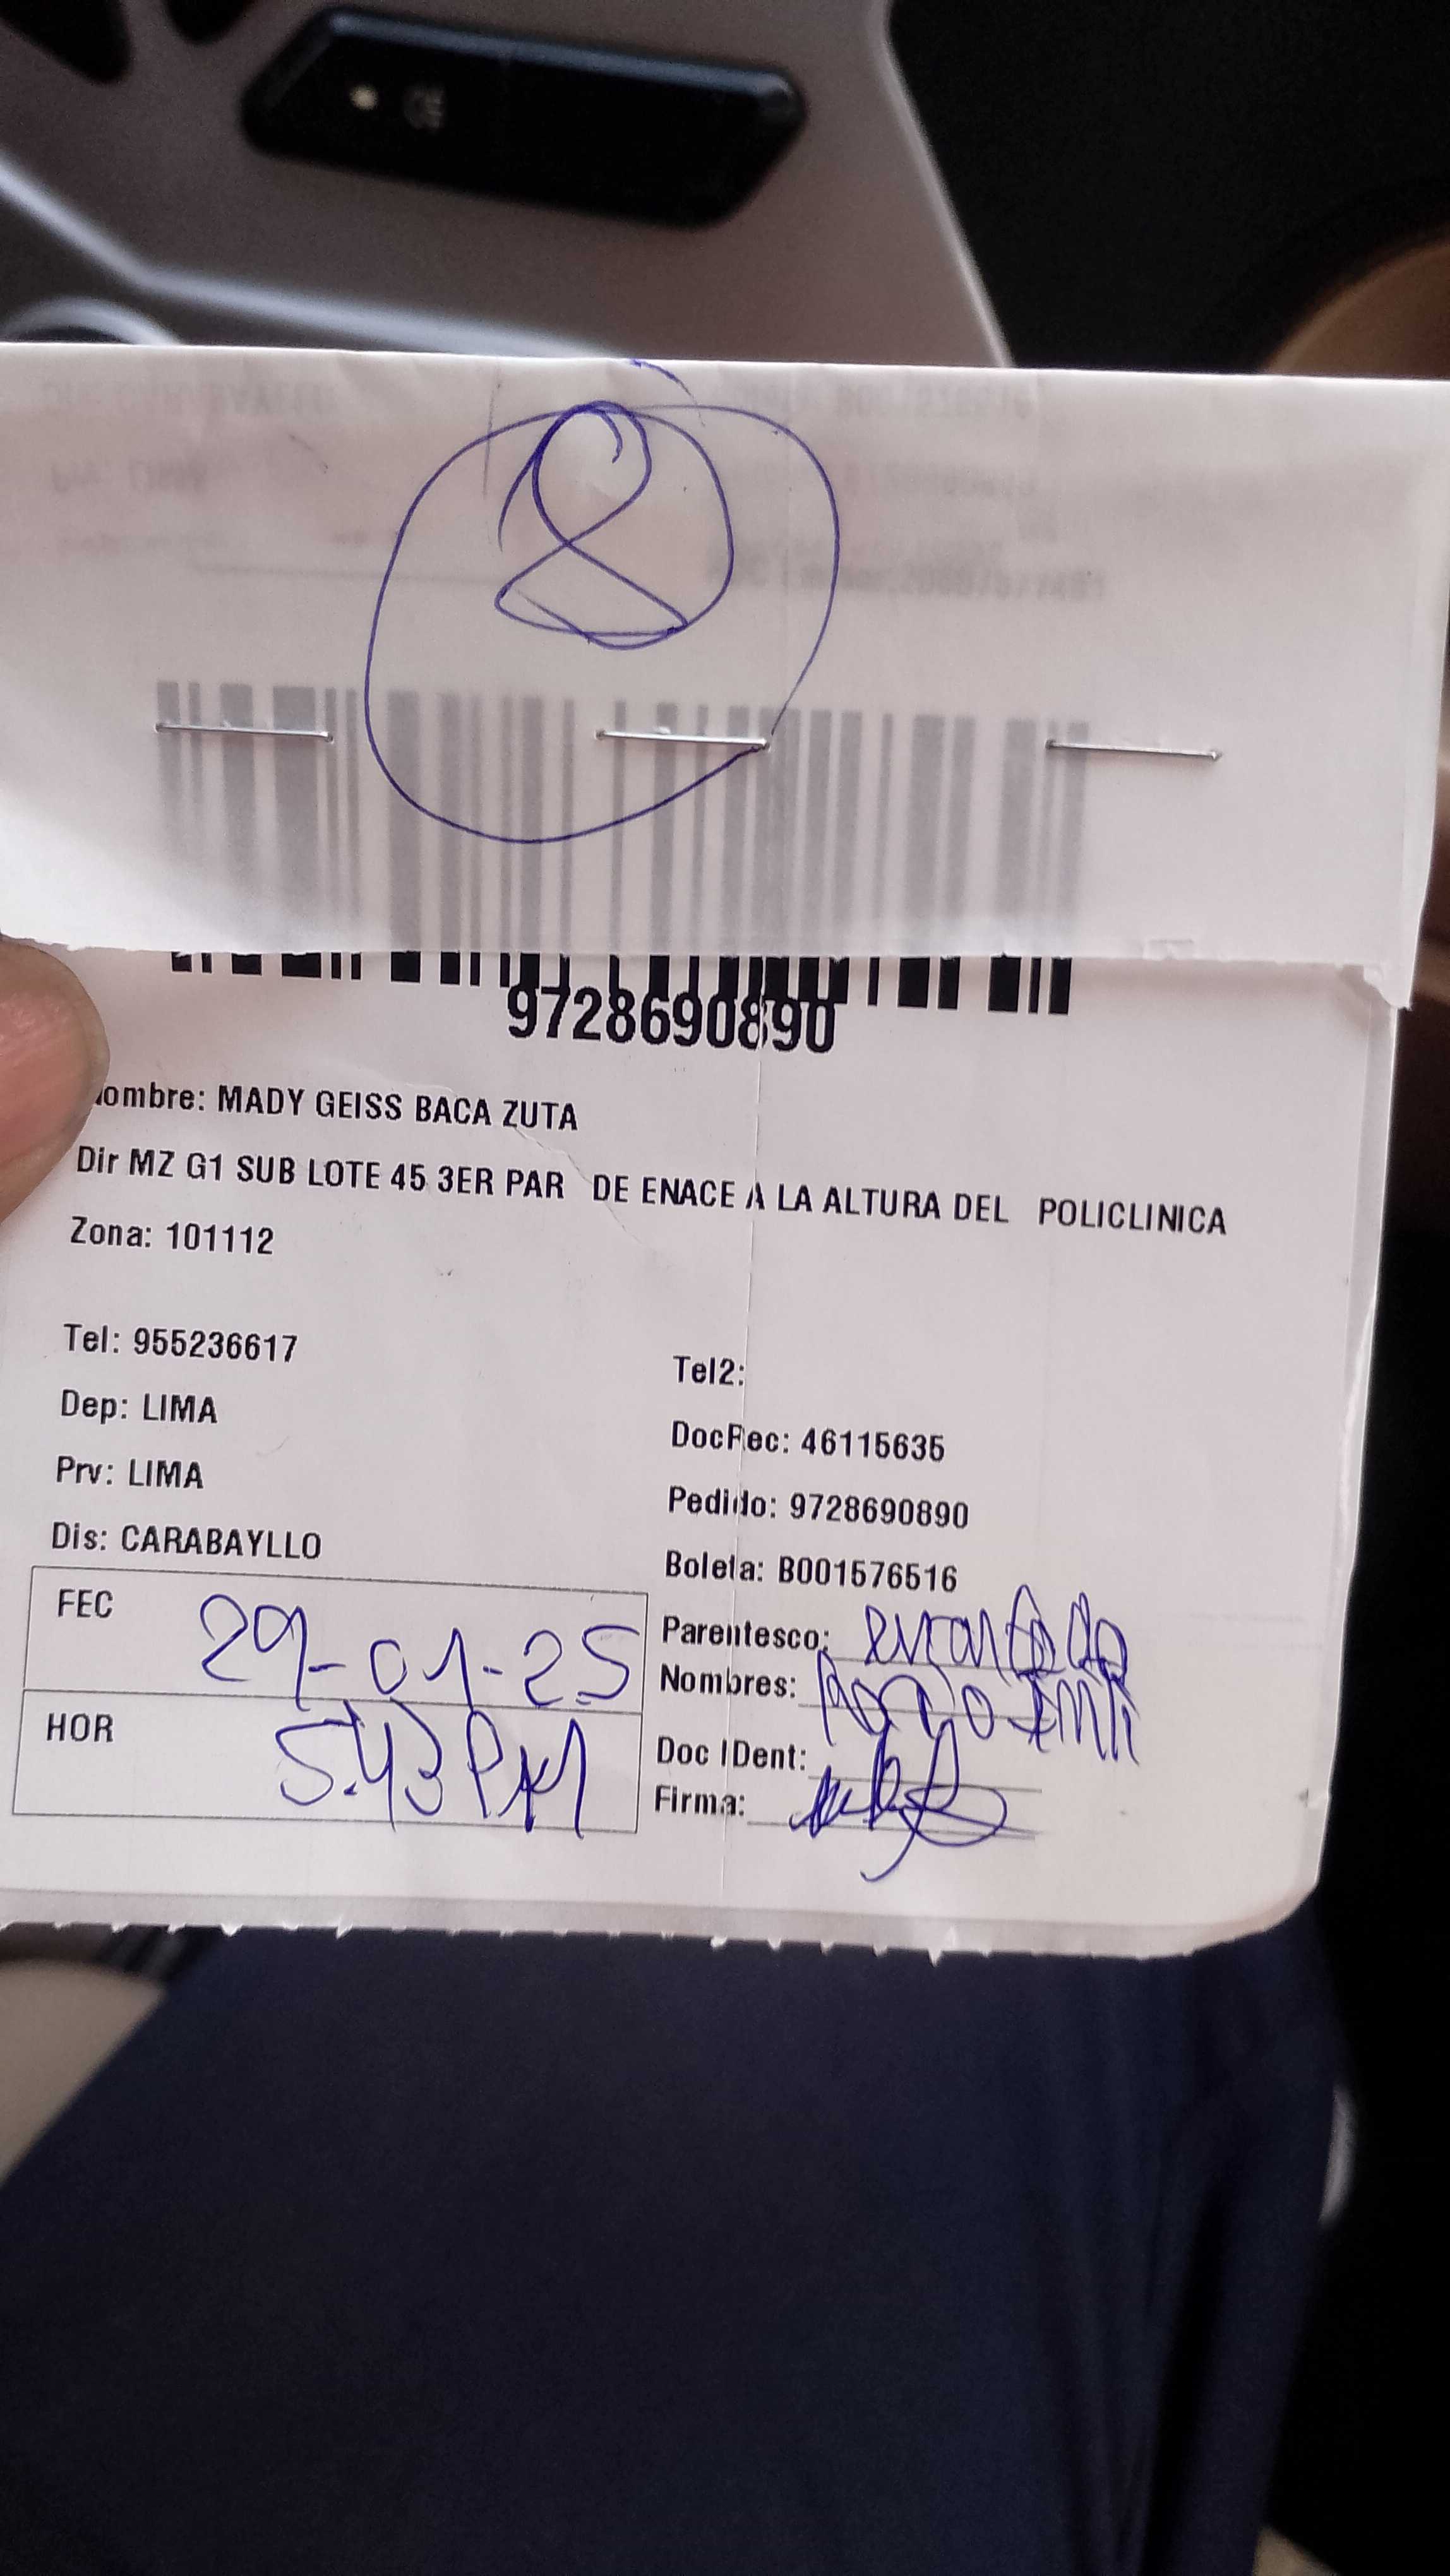 8
9728690890
ombre: MADY GEISS BACA ZUTA
Dir MZ G1 SUB LOTE 45 3ER PAR DE ENACE A LA ALTURA DEL POLICLINICA
Zona: 101112
Tel: 955236617
Tel2:
Dep: LIMA
DocRec: 46115635
Prv: LIMA
Pedido: 9728690890
Dis: CARABAYLLO
Boleta: B001576516
FEC 29-01-25
Parentesco:
Nombres:
HOR 5:43 PM
Doc IDent:
Firma: